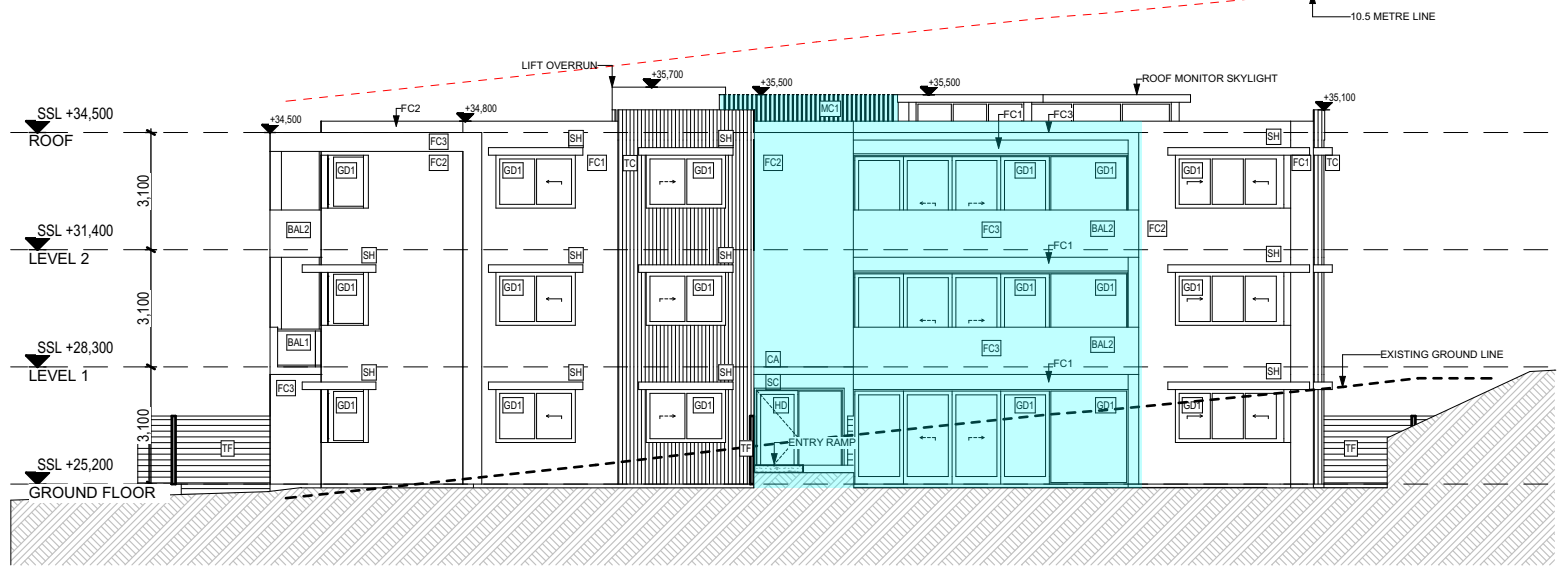 10.5 METRE LINE
LIFT OVERRUN
+35,700
+35,500
+35,500
ROOF MONITOR SKYLIGHT
SSL +34,500
ROOF
+34,500
FC2
+34,800
MC1
FC1
FC3
+35,100
FC3
SH
SH
SH
GD1
FC2
GD1
FC1
TC
GD1
FC2
GD1
GD1
GD1
FC1
TC
3,100
BAL2
FC3
BAL2
FC2
SSL +31,400
LEVEL 2
SH
SH
SH
FC1
SH
GD1
GD1
GD1
GD1
GD1
GD1
3,100
BAL1
FC3
BAL2
SSL +28,300
LEVEL 1
CA
EXISTING GROUND LINE
FC3
SH
SH
SH
SC
FC1
SH
GD1
GD1
GD1
HD
GD1
GD1
GD1
3,100
TF
TF
ENTRY RAMP
TF
SSL +25,200
GROUND FLOOR